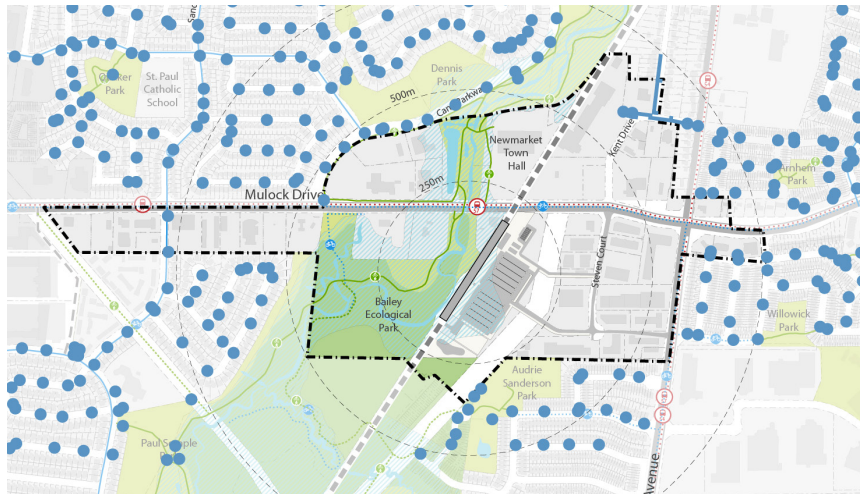 St. Paul
Catholic
School
Park
Dennis
Park
500m
Newmarket
Town
Hall
Kent Drive
Arnhem
Park
250m
Mulock Drive
Steven Court
Bailey
Ecological
Park
Willowick
Park
Audrie
Sanderson
Park
Paul
Avenue